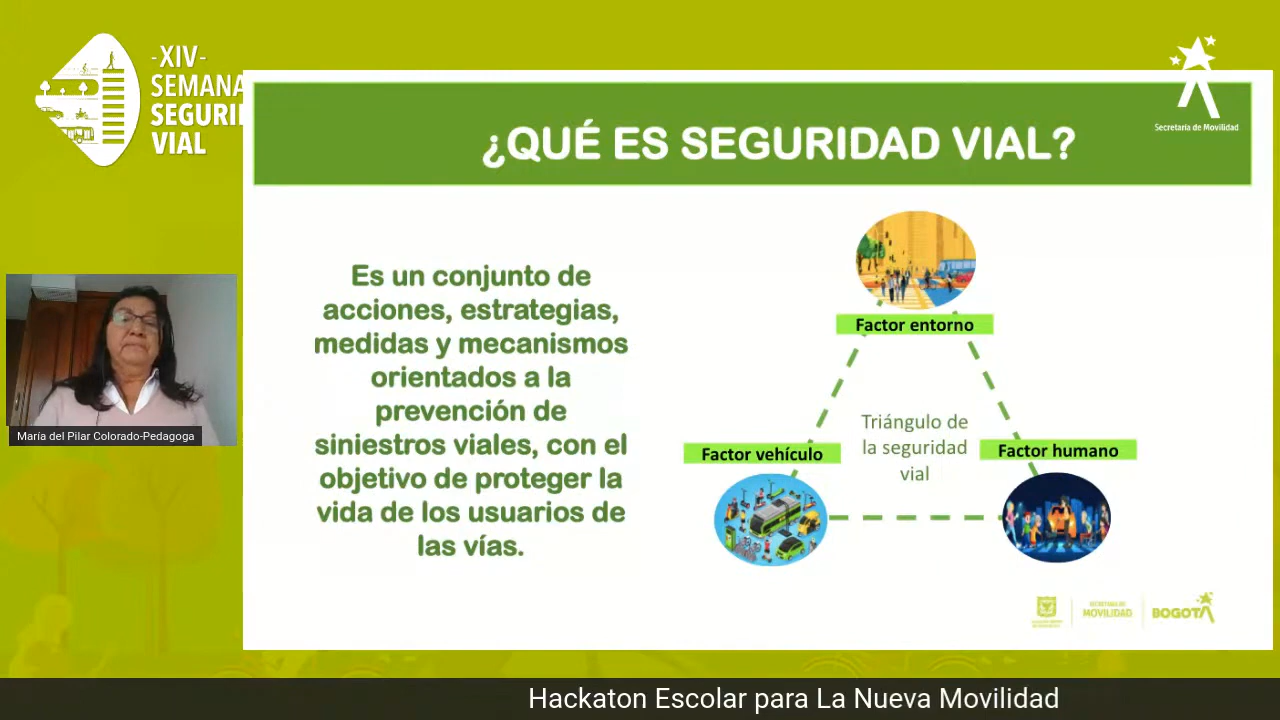 -XIV-
SEMANA
SEGURI
VIAL
Secretaría de Movilidad
¿QUÉ ES SEGURIDAD VIAL?
Es un conjunto de
acciones, estrategias,
medidas y mecanismos
orientados a la
prevención de
siniestros viales, con el
objetivo de proteger la
vida de los usuarios de
las vías.
Factor entorno
Triángulo de
la seguridad
vial
Factor vehículo
Factor humano
María del Pilar Colorado-Pedagoga
SECRETARÍA DE
MOVILIDAD
BOGOTÁ
Hackaton Escolar para La Nueva Movilidad